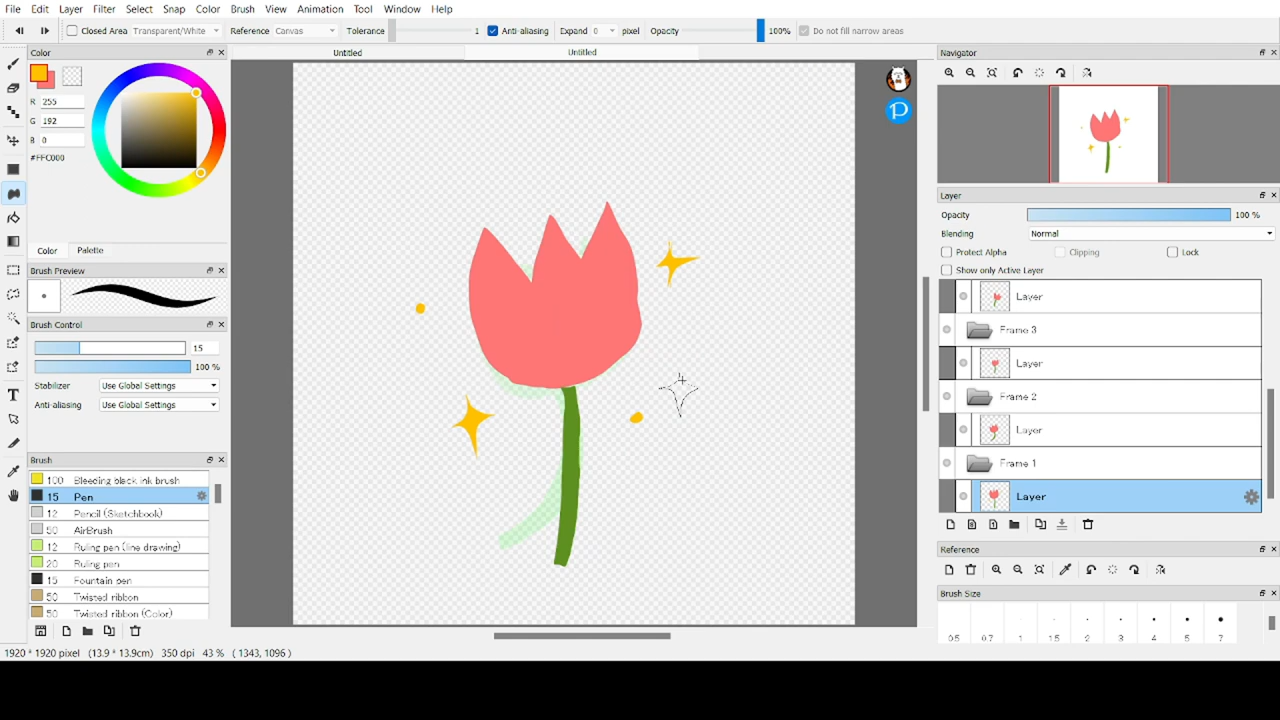 File Edit Layer Filter Select Snap Color Brush View Animation Tool Window Help
Closed Area Transparent/White Reference Canvas Tolerance 1 Anti-aliasing Expand 0 pixel Opacity 100% Do not fill narrow areas
Color
Untitled
Untitled
R 255
G 192
B 0
#FFC000
Color Palette
Brush Preview
Brush Control
15
100 %
Stabilizer Use Global Settings
Anti-aliasing Use Global Settings
T
Brush
100 Bleeding black ink brush
15 Pen
12 Pencil (Sketchbook)
50 AirBrush
12 Ruling pen (line drawing)
20 Ruling pen
15 Fountain pen
50 Twisted ribbon
50 Twisted ribbon (Color)
P
Navigator
Layer
Opacity 100 %
Blending Normal
Protect Alpha Clipping Lock
Show only Active Layer
Layer
Frame 3
Layer
Frame 2
Layer
Frame 1
Layer
Reference
Brush Size
0.5 0.7 1 1.5 2 3 4 5 7
1920 * 1920 pixel (13.9 * 13.9cm) 350 dpi 43 % ( 1343, 1096 )